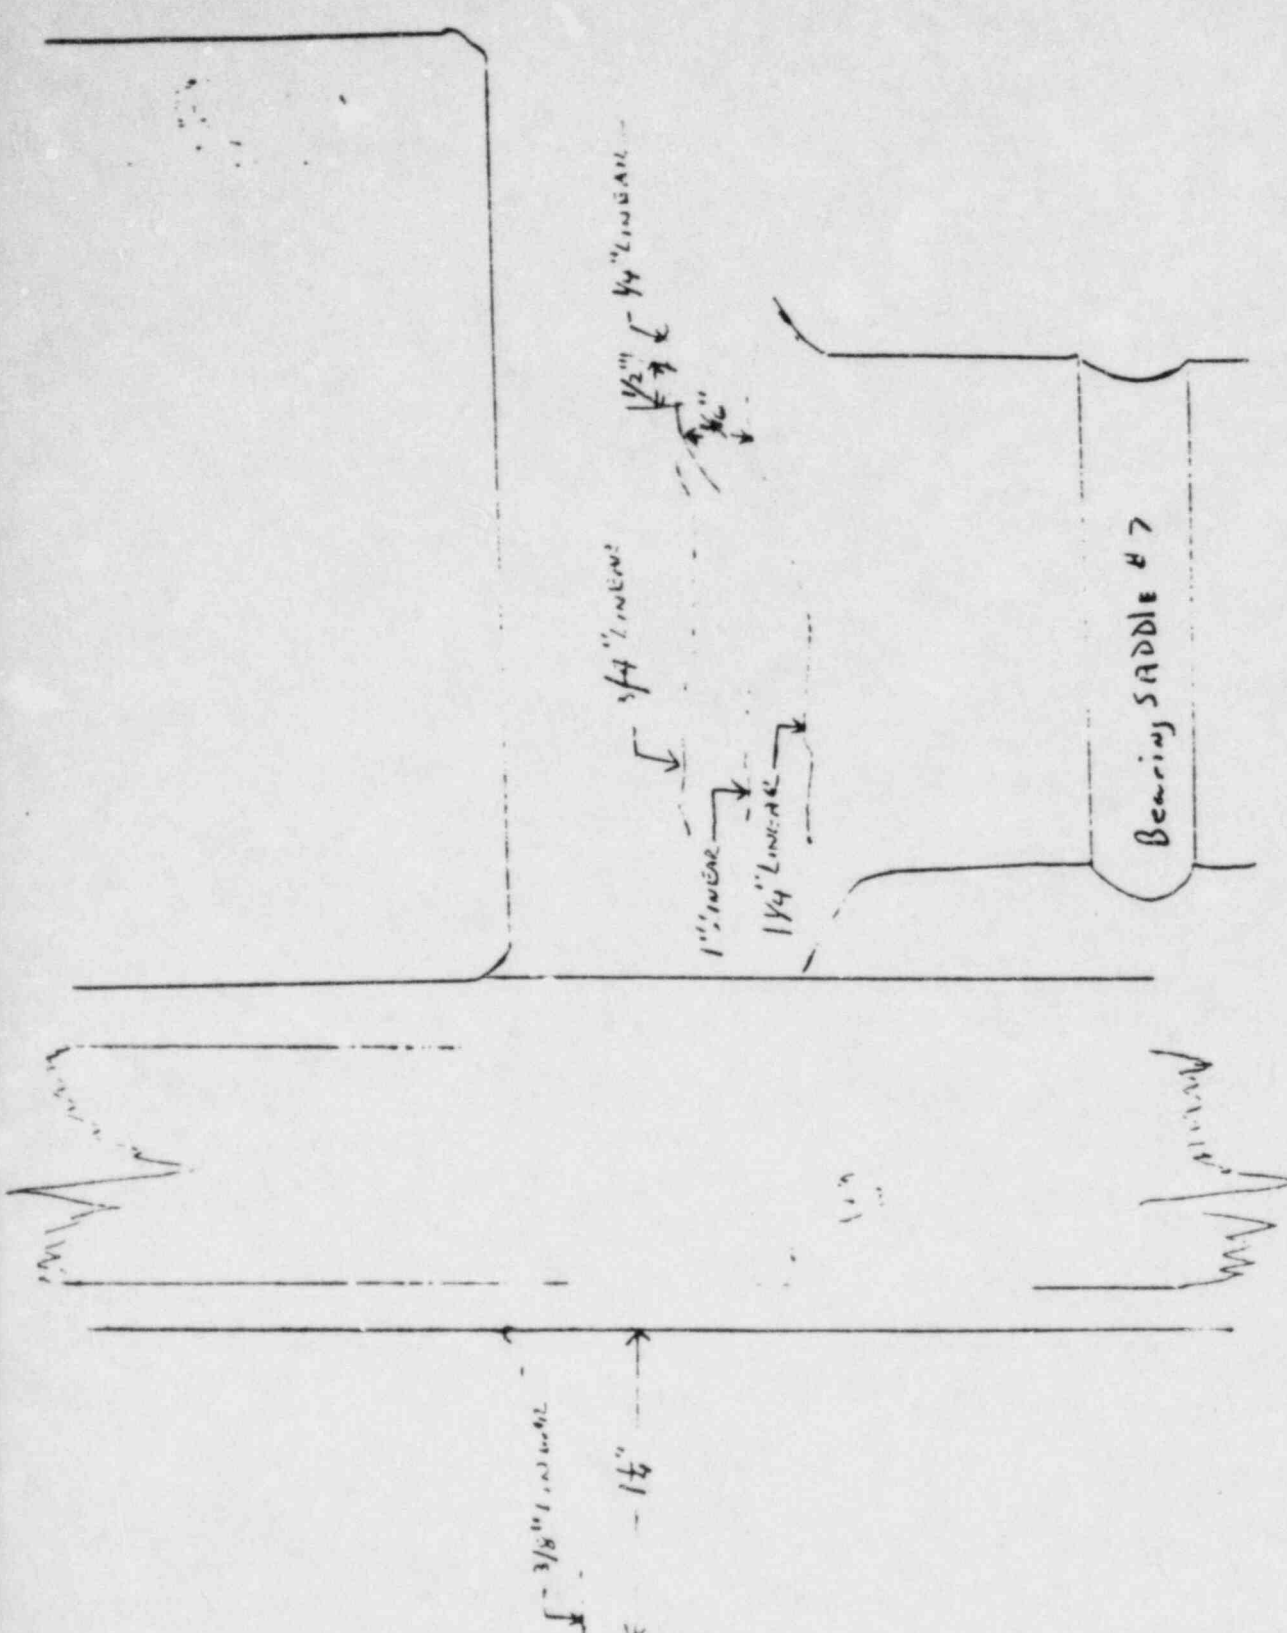 1/4" LINEAR
1/2"
3/4" LINEAR
1" LINEAR
1 1/4" LINEAR
Bearing SADDLE #7
3/8" LINEAR
1 1/4"